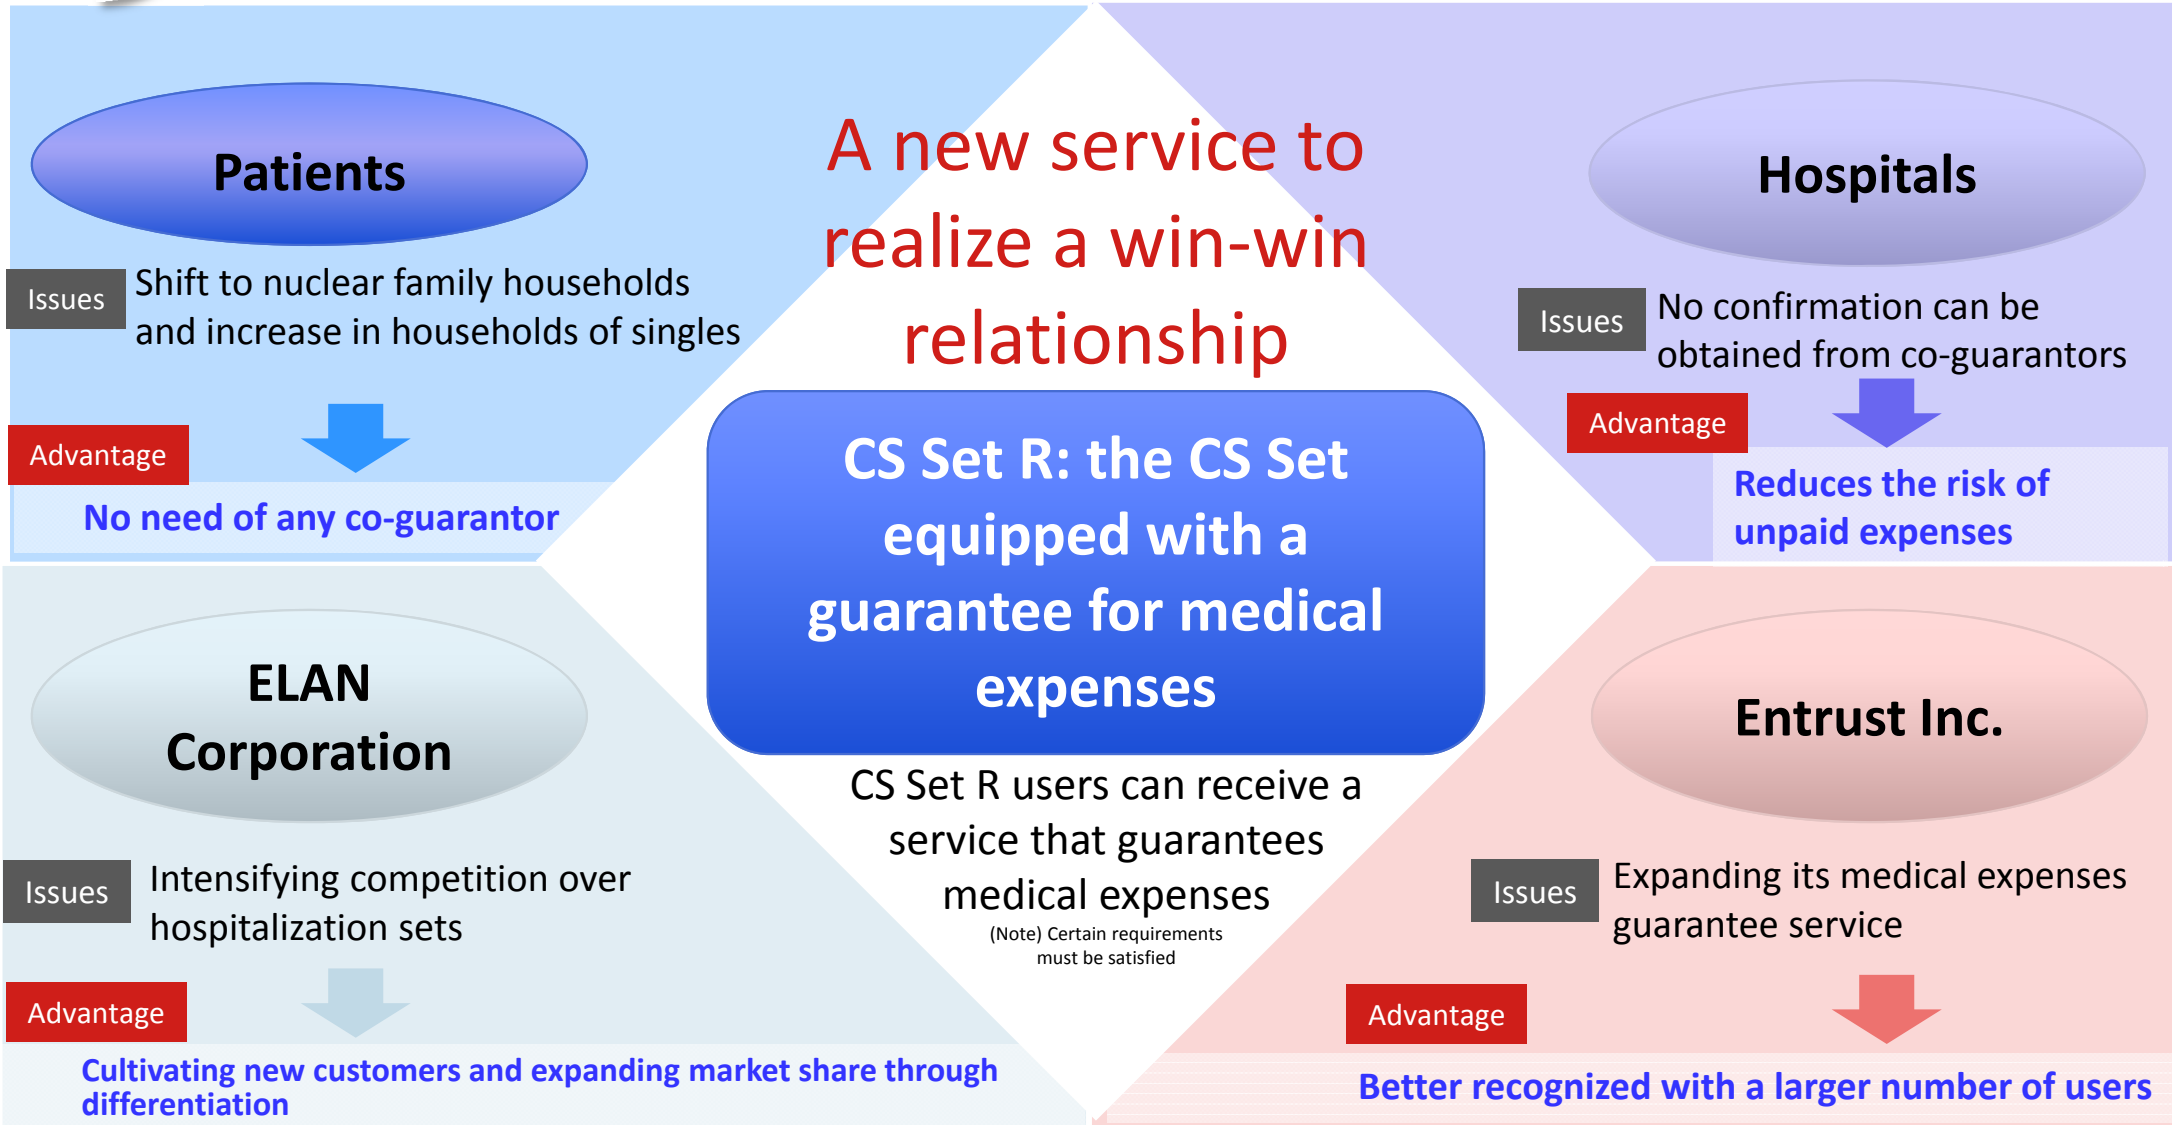 Patients
Issues
Shift to nuclear family households
and increase in households of singles
Advantage
No need of any co-guarantor
A new service to
realize a win-win
relationship
Hospitals
Issues
No confirmation can be
obtained from co-guarantors
Advantage
Reduces the risk of
unpaid expenses
CS Set R: the CS Set
equipped with a
guarantee for medical
expenses
CS Set R users can receive a
service that guarantees
medical expenses
(Note) Certain requirements
must be satisfied
ELAN
Corporation
Issues
Intensifying competition over
hospitalization sets
Advantage
Cultivating new customers and expanding market share through
differentiation
Entrust Inc.
Issues
Expanding its medical expenses
guarantee service
Advantage
Better recognized with a larger number of users